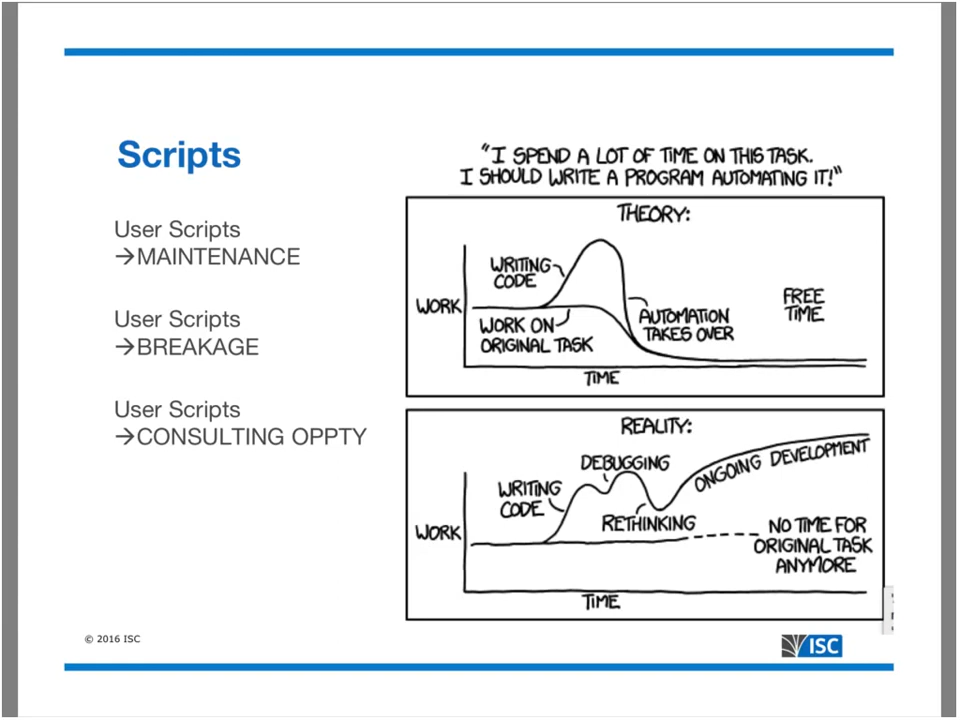 Scripts
User Scripts
→MAINTENANCE
User Scripts
→BREAKAGE
User Scripts
→CONSULTING OPPTY
"I SPEND A LOT OF TIME ON THIS TASK.
I SHOULD WRITE A PROGRAM AUTOMATING IT!"
THEORY:
WRITING
CODE
WORK
WORK ON
ORIGINAL TASK
AUTOMATION
TAKES OVER
FREE
TIME
TIME
REALITY:
WRITING
CODE
DEBUGGING
RETHINKING
ONGOING DEVELOPMENT
WORK
NO TIME FOR
ORIGINAL TASK
ANYMORE
TIME
© 2016 ISC
ISC